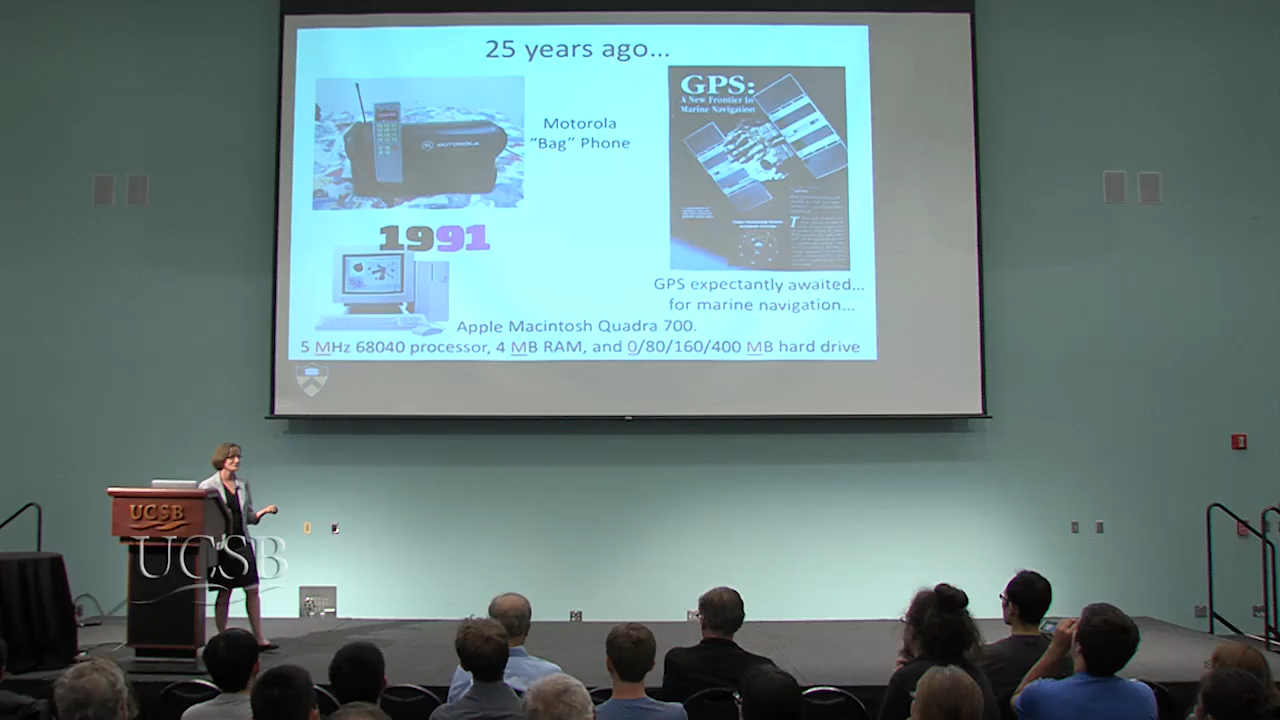 25 years ago...
MOTOROLA
Motorola
“Bag” Phone
GPS:
A New Frontier In
Marine Navigation
T
1991
GPS expectantly awaited...
for marine navigation...
Apple Macintosh Quadra 700.
5 MHz 68040 processor, 4 MB RAM, and 0/80/160/400 MB hard drive
UCSB
UCSB